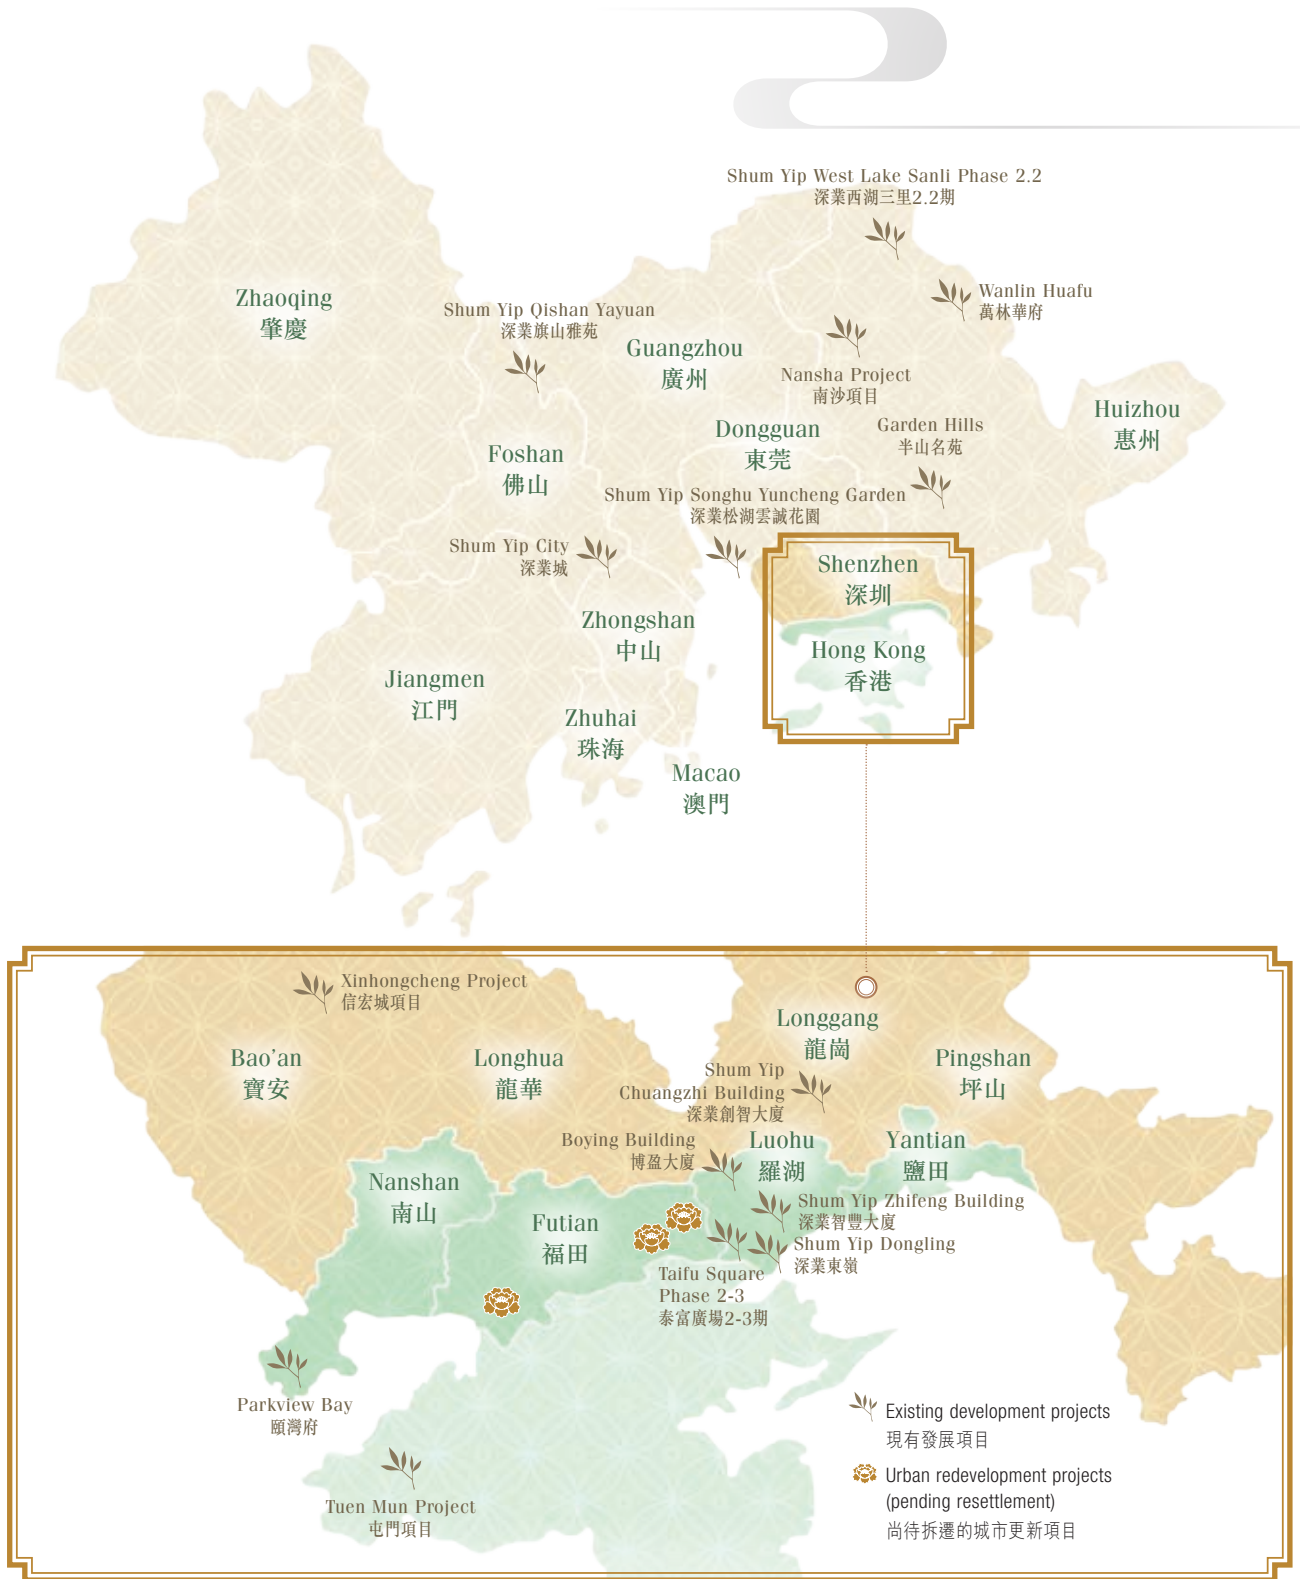 Shum Yip West Lake Sanli Phase 2.2
深業西湖三里2.2期
Zhaoqing
肇慶
Shum Yip Qishan Yayuan
深業旗山雅苑
Wanlin Huafu
萬林華府
Guangzhou
廣州
Nansha Project
南沙項目
Huizhou
惠州
Dongguan
東莞
Garden Hills
半山名苑
Foshan
佛山
Shum Yip Songhu Yuncheng Garden
深業松湖雲誠花園
Shum Yip City
深業城
Shenzhen
深圳
Zhongshan
中山
Hong Kong
香港
Jiangmen
江門
Zhuhai
珠海
Macao
澳門
Xinhongcheng Project
信宏城項目
Longgang
龍崗
Bao'an
寶安
Longhua
龍華
Pingshan
坪山
Shum Yip
Chuangzhi Building
深業創智大廈
Boying Building
博盈大廈
Luohu
羅湖
Yantian
鹽田
Nanshan
南山
Futian
福田
Shum Yip Zhifeng Building
深業智豐大廈
Shum Yip Dongling
深業東嶺
Taifu Square
Phase 2-3
泰富廣場2-3期
Parkview Bay
頤灣府
Tuen Mun Project
屯門項目
Existing development projects
現有發展項目
Urban redevelopment projects
(pending resettlement)
尚待拆遷的城市更新項目